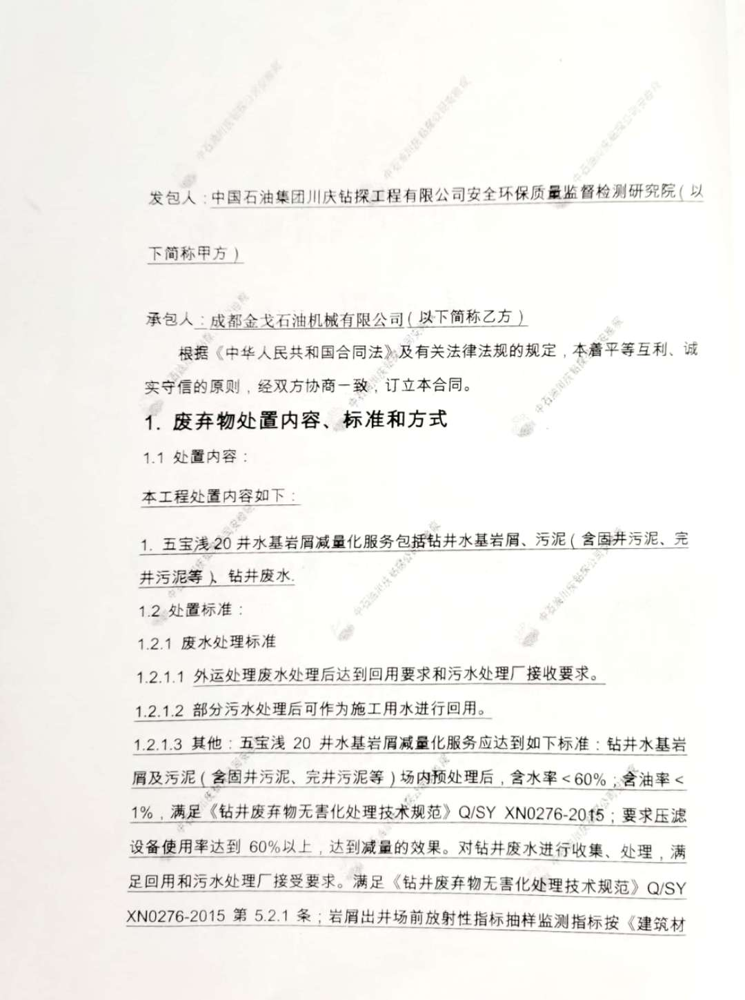 发包人：中国石油集团川庆钻探工程有限公司安全环保质量监督检测研究院（以
下简称甲方）
承包人：成都金戈石油机械有限公司（以下简称乙方）
根据《中华人民共和国合同法》及有关法律法规的规定，本着平等互利、诚
实守信的原则，经双方协商一致，订立本合同。
1. 废弃物处置内容、标准和方式
1.1 处置内容：
本工程处置内容如下：
1. 五宝浅 20 井水基岩屑减量化服务包括钻井水基岩屑、污泥（含固井污泥、完
井污泥等）、钻井废水.
1.2 处置标准：
1.2.1 废水处理标准
1.2.1.1 外运处理废水处理后达到回用要求和污水处理厂接收要求。
1.2.1.2 部分污水处理后可作为施工用水进行回用。
1.2.1.3 其他：五宝浅 20 井水基岩屑减量化服务应达到如下标准：钻井水基岩
屑及污泥（含固井污泥、完井污泥等）场内预处理后，含水率＜60%；含油率＜
1%，满足《钻井废弃物无害化处理技术规范》Q/SY XN0276-2015；要求压滤
设备使用率达到 60%以上，达到减量的效果。对钻井废水进行收集、处理，满
足回用和污水处理厂接受要求。满足《钻井废弃物无害化处理技术规范》Q/SY
XN0276-2015 第 5.2.1 条；岩屑出井场前放射性指标抽样监测指标按《建筑材